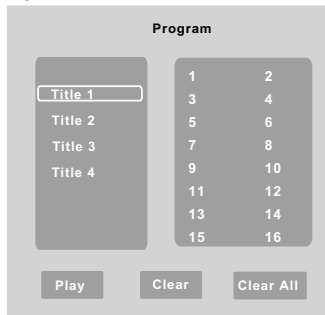 Program
Title 1
Title 2
Title 3
Title 4
1 2
3 4
5 6
7 8
9 10
11 12
13 14
15 16
Play Clear Clear All